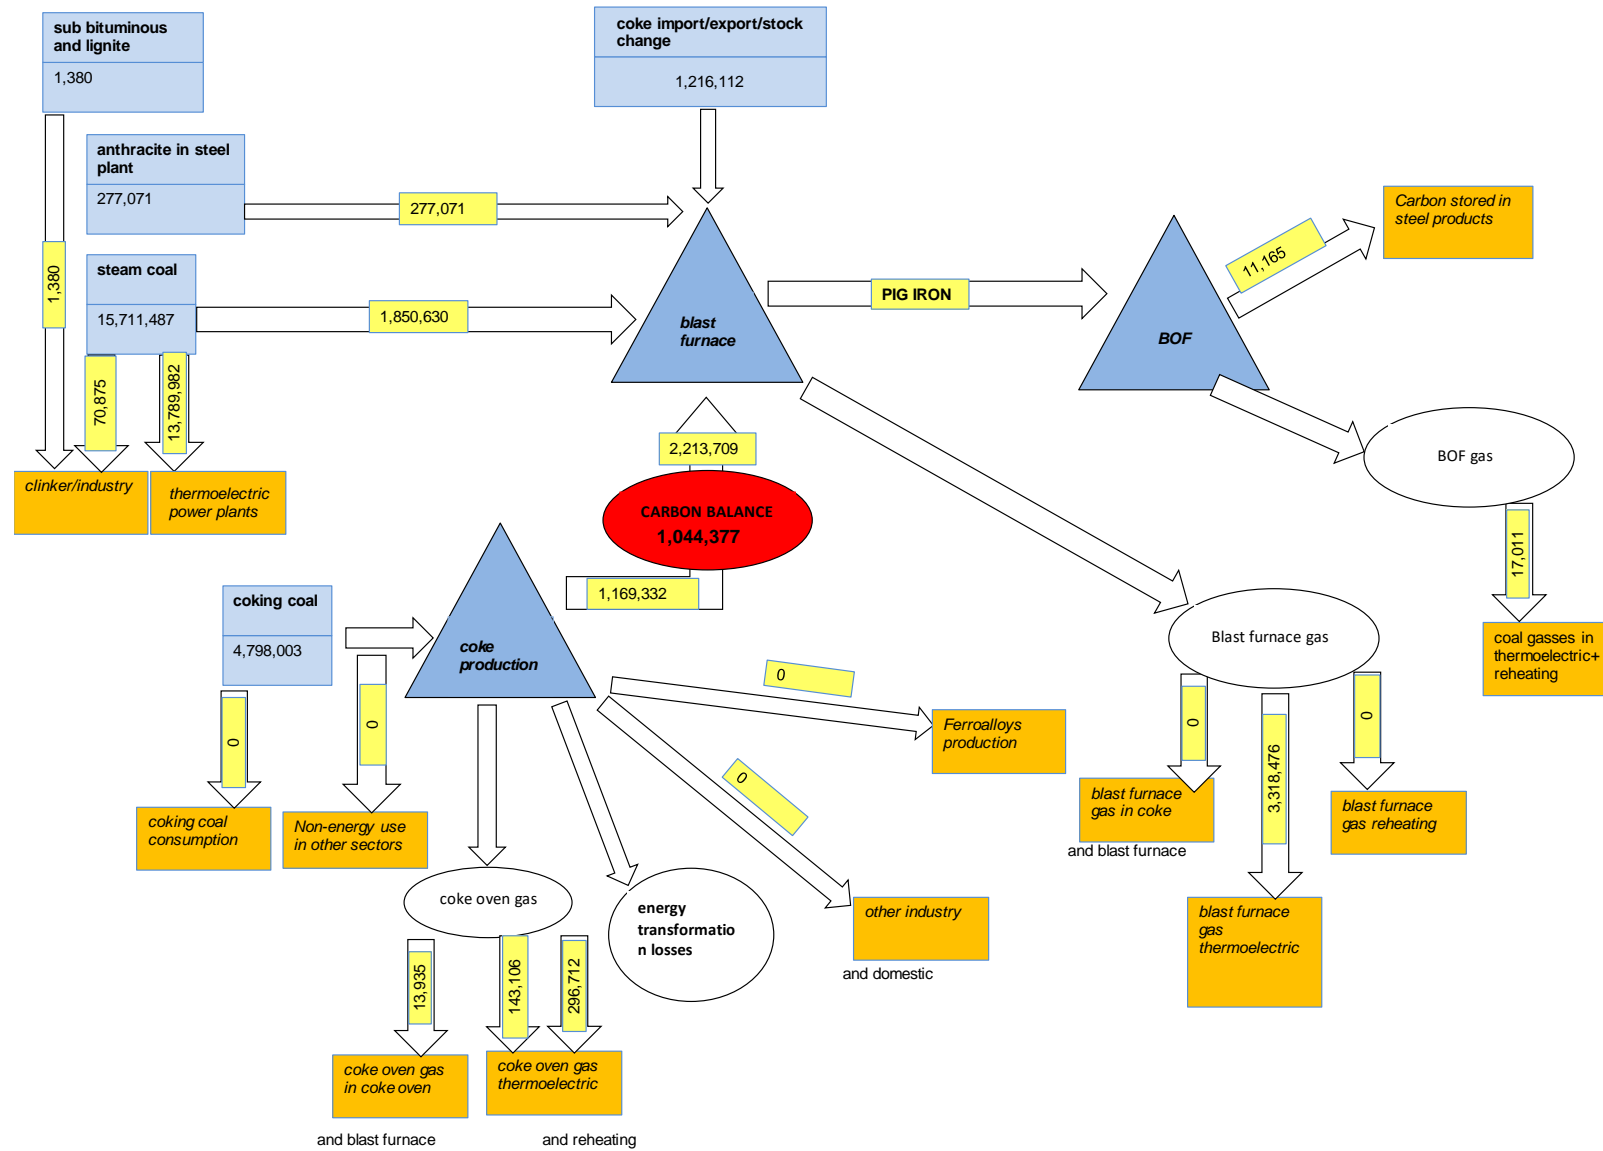 sub bituminous
and lignite
1,380
coke import/export/stock
change
1,216,112
anthracite in steel
plant
277,071
277,071
Carbon stored in
steel products
11,165
1,380
steam coal
15,711,487
1,850,630
blast
furnace
PIG IRON
BOF
70,875
13,789,982
clinker/industry
thermoelectric
power plants
2,213,709
CARBON BALANCE
1,044,377
1,169,332
BOF gas
17,011
coal gasses in
thermoelectric+
reheating
coking coal
4,798,003
coke
production
Blast furnace gas
0
0
0
0
0
0
0
Ferroalloys
production
3,318,476
coking coal
consumption
Non-energy use
in other sectors
blast furnace
gas in coke
and blast furnace
blast furnace
gas reheating
coke oven gas
energy
transformatio
n losses
other industry
and domestic
blast furnace
gas
thermoelectric
13,935
143,106
296,712
coke oven gas
in coke oven
coke oven gas
thermoelectric
and blast furnace
and reheating